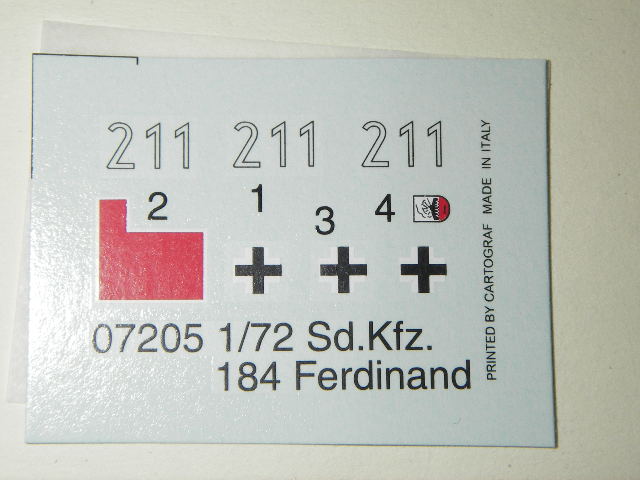 211 211 211
2 1 3 4
07205 1/72 Sd.Kfz.
184 Ferdinand
PRINTED BY CARTOGRAF MADE IN ITALY